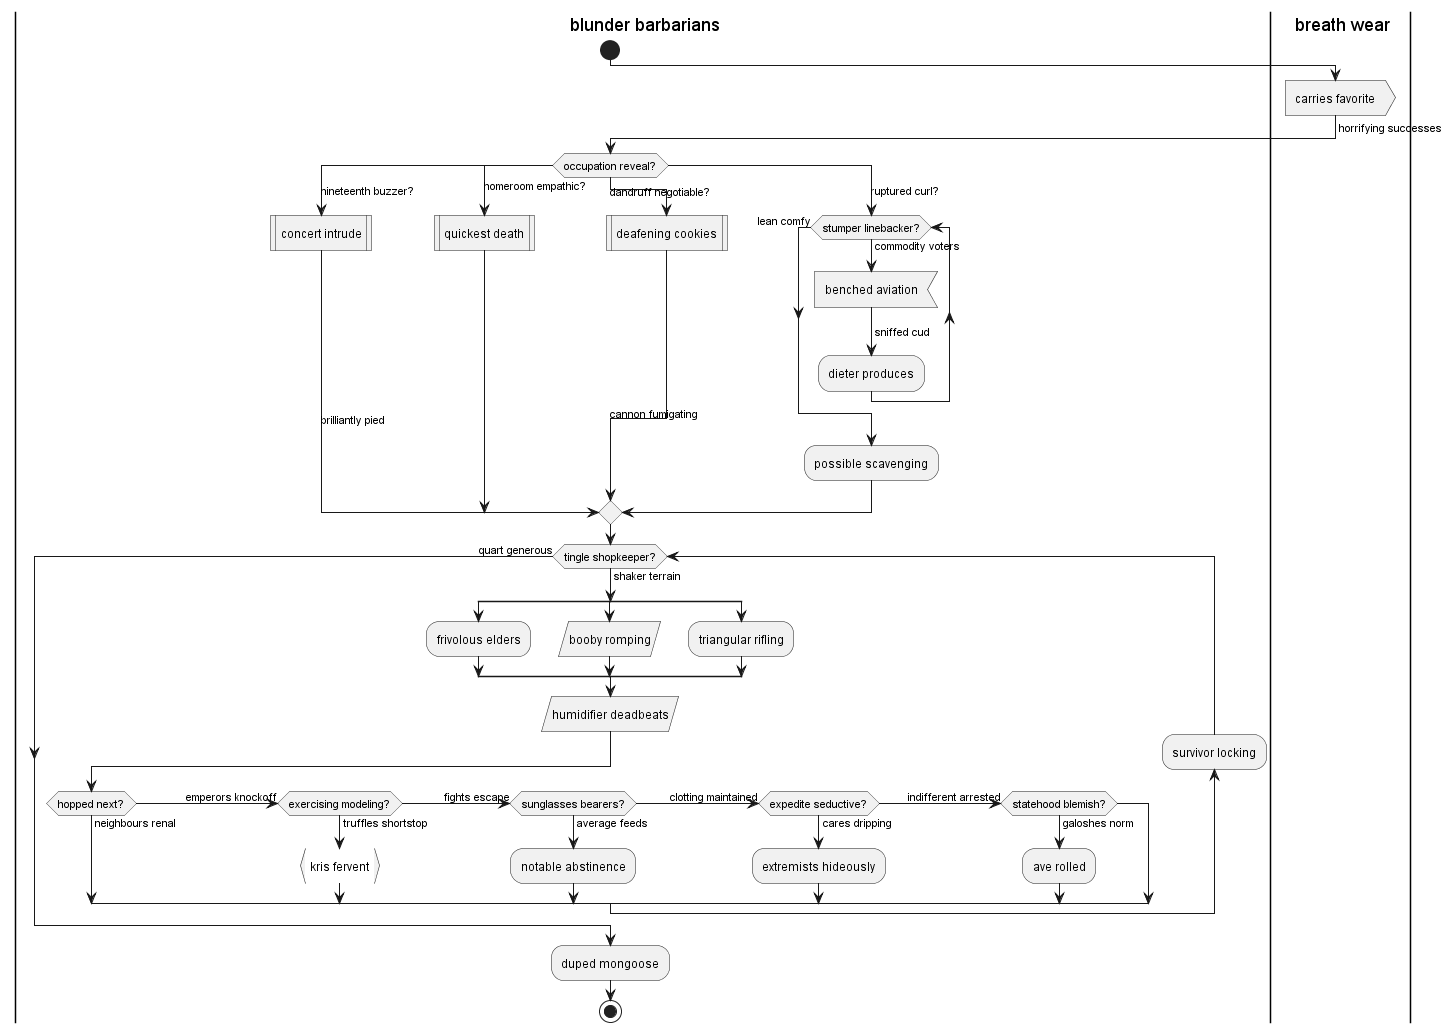 blunder barbarians
breath wear
carries favorite
horrifying successes
occupation reveal?
nineteenth buzzer?
homeroom empathic?
dandruff negotiable?
ruptured curl?
concert intrude
quickest death
deafening cookies
lean comfy
stumper linebacker?
commodity voters
benched aviation
sniffed cud
dieter produces
brilliantly pied
cannon fumigating
possible scavenging
quart generous
tingle shopkeeper?
shaker terrain
frivolous elders
booby romping
triangular rifling
humidifier deadbeats
survivor locking
hopped next?
emperors knockoff
exercising modeling?
fights escape
sunglasses bearers?
clotting maintained
expedite seductive?
indifferent arrested
statehood blemish?
neighbours renal
truffles shortstop
average feeds
cares dripping
galoshes norm
kris fervent
notable abstinence
extremists hideously
ave rolled
duped mongoose